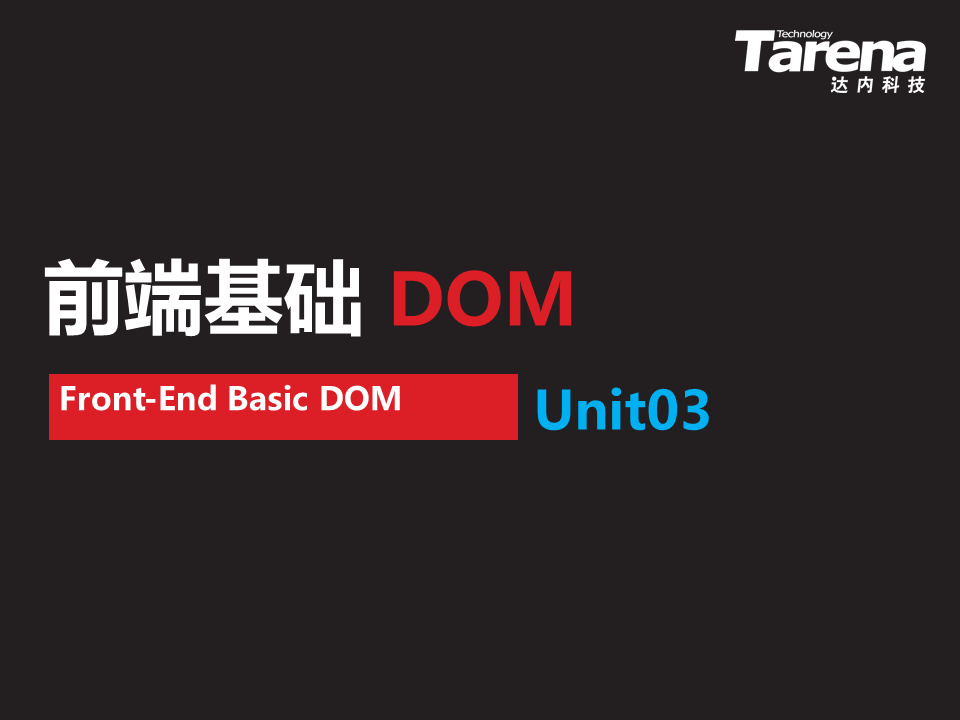 Technology
Tarena
达内科技
前端基础 DOM
Front-End Basic DOM
Unit03